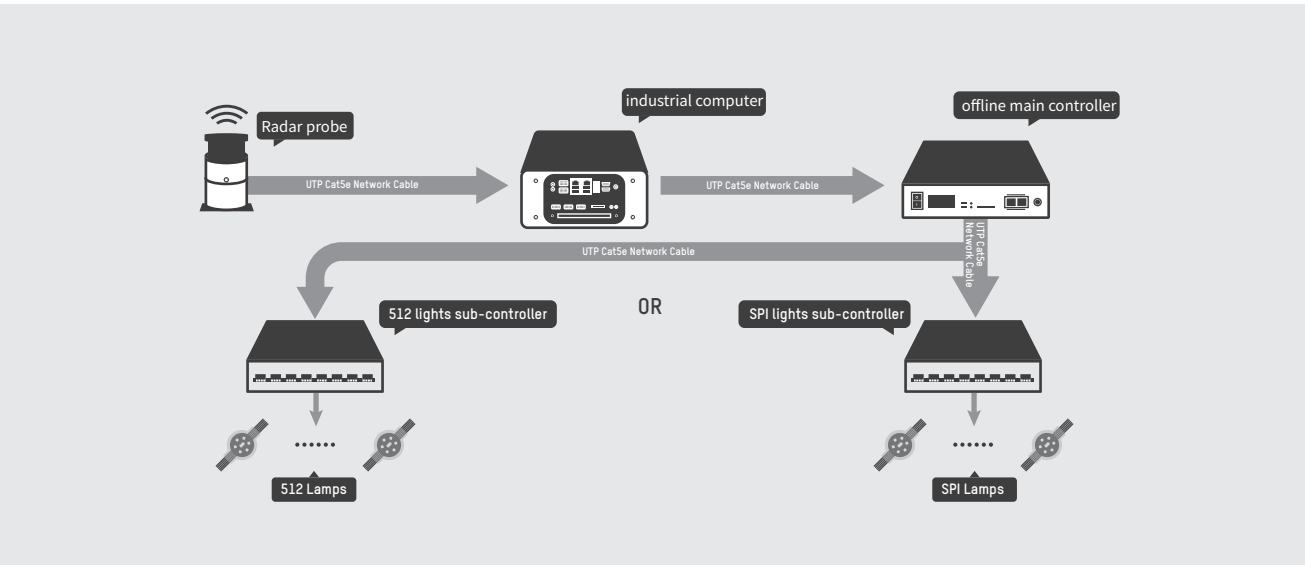 industrial computer
offline main controller
Radar probe
UTP Cat5e Network Cable
UTP Cat5e Network Cable
UTP Cat5e
Network Cable
UTP Cat5e Network Cable
512 lights sub-controller
OR
SPI lights sub-controller
512 Lamps
SPI Lamps